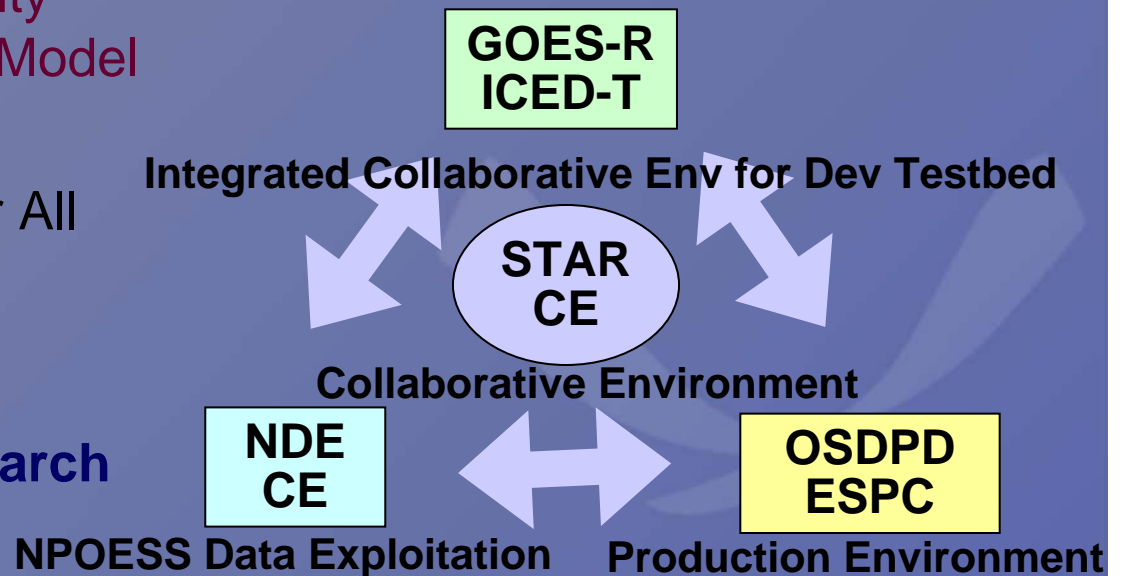 Model
GOES-R
ICED-T
Integrated Collaborative Env for Dev Testbed
All
STAR
CE
Collaborative Environment
NDE
CE
OSDPD
ESPC
NPOESS Data Exploitation
Production Environment